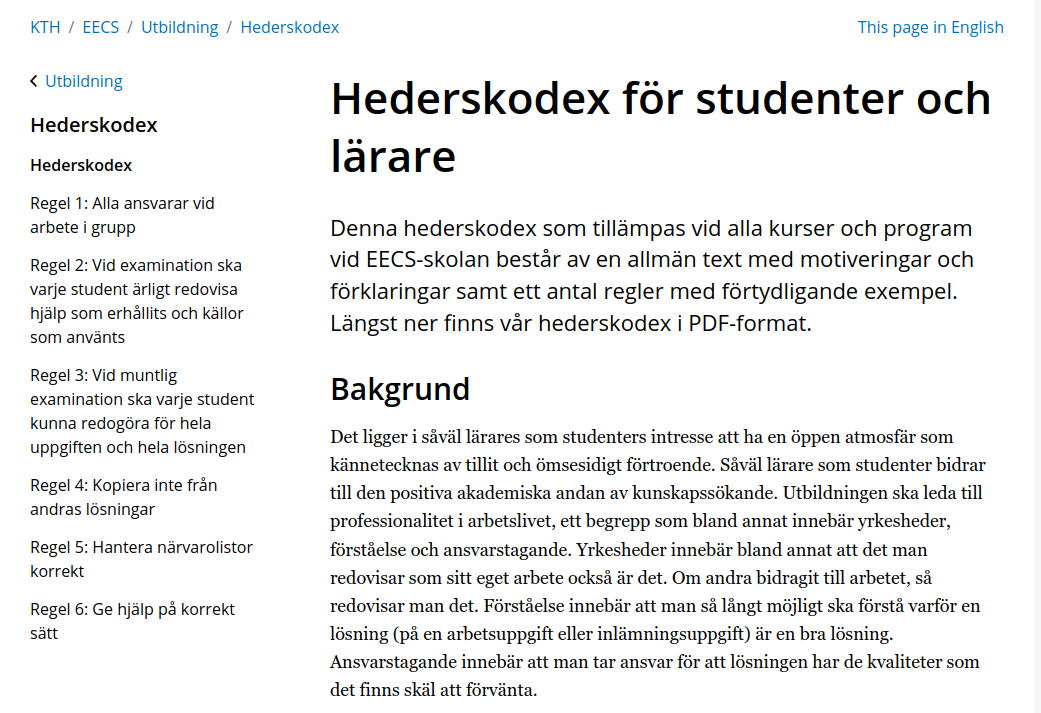 KTH / EECS / Utbildning / Hederskodex
This page in English
Utbildning
Hederskodex
Hederskodex
Regel 1: Alla ansvarar vid
arbete i grupp
Regel 2: Vid examination ska
varje student ärligt redovisa
hjälp som erhållits och källor
som använts
Regel 3: Vid muntlig
examination ska varje student
kunna redogöra för hela
uppgiften och hela lösningen
Regel 4: Kopiera inte från
andras lösningar
Regel 5: Hantera närvarolistor
korrekt
Regel 6: Ge hjälp på korrekt
sätt
Hederskodex för studenter och
lärare
Denna hederskodex som tillämpas vid alla kurser och program
vid EECS-skolan består av en allmän text med motiveringar och
förklaringar samt ett antal regler med förtydligande exempel.
Längst ner finns vår hederskodex i PDF-format.
Bakgrund
Det ligger i såväl lärares som studenters intresse att ha en öppen atmosfär som
kännetecknas av tillit och ömsesidigt förtroende. Såväl lärare som studenter bidrar
till den positiva akademiska andan av kunskapssökande. Utbildningen ska leda till
professionalitet i arbetslivet, ett begrepp som bland annat innebär yrkesheder,
förståelse och ansvarstagande. Yrkesheder innebär bland annat att det man
redovisar som sitt eget arbete också är det. Om andra bidragit till arbetet, så
redovisar man det. Förståelse innebär att man så långt möjligt ska förstå varför en
lösning (på en arbetsuppgift eller inlämningsuppgift) är en bra lösning.
Ansvarstagande innebär att man tar ansvar för att lösningen har de kvaliteter som
det finns skäl att förvänta.